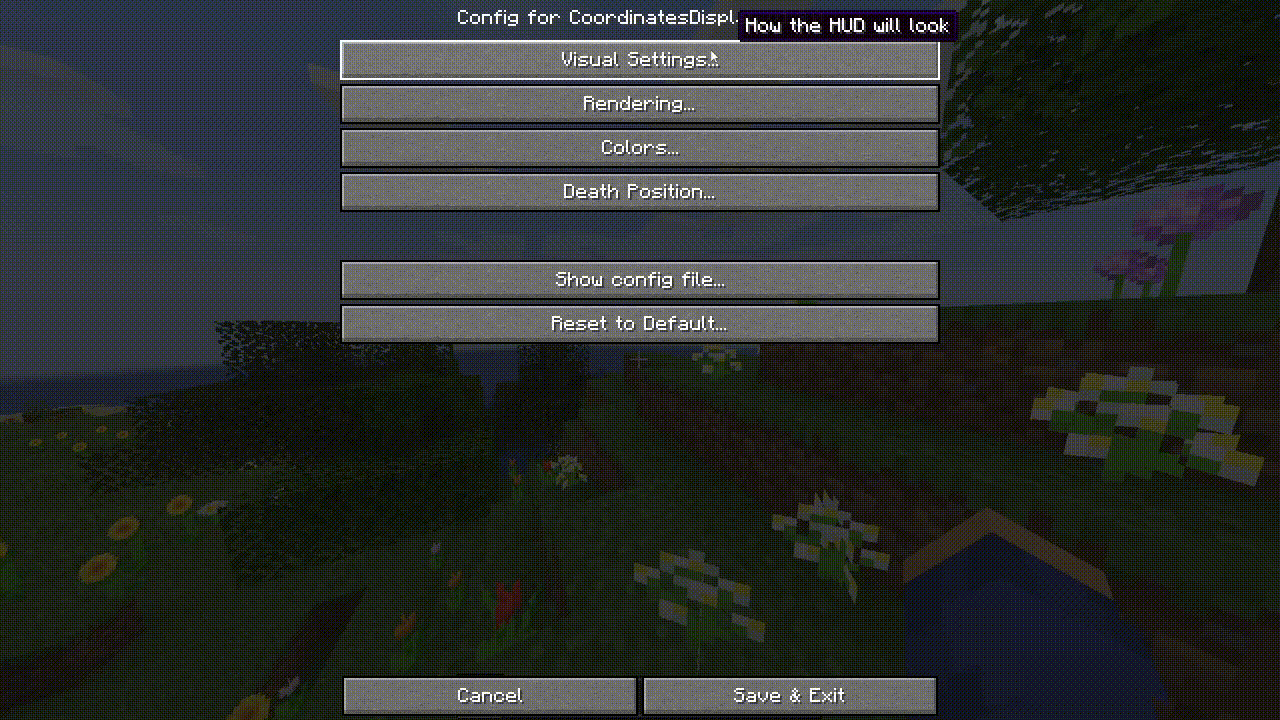 Config for CoordinatesDispl
How the HUD will look
Visual Settings...
Rendering...
Colors...
Death Position...
Show config file...
Reset to Default...
Cancel
Save & Exit